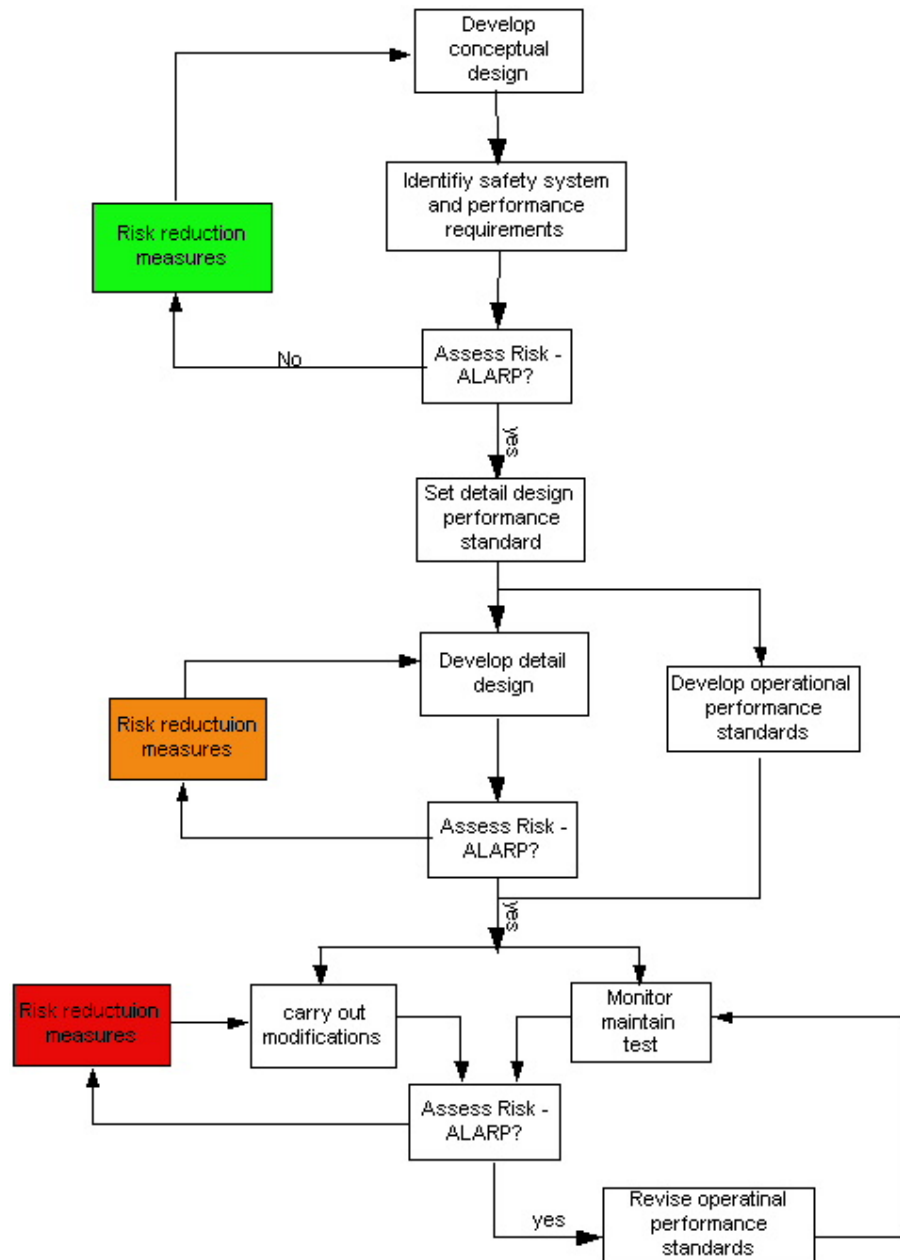 Develop
conceptual
design
Identifiy safety system
and performance
requirements
Risk reduction
measures
No
Assess Risk -
ALARP?
yes
Set detail design
performance
standard
Develop detail
design
Develop operational
performance
standards
Risk reductuion
measures
Assess Risk -
ALARP?
yes
Risk reductuion
measures
carry out
modifications
Monitor
maintain
test
Assess Risk -
ALARP?
yes
Revise operatinal
performance
standards